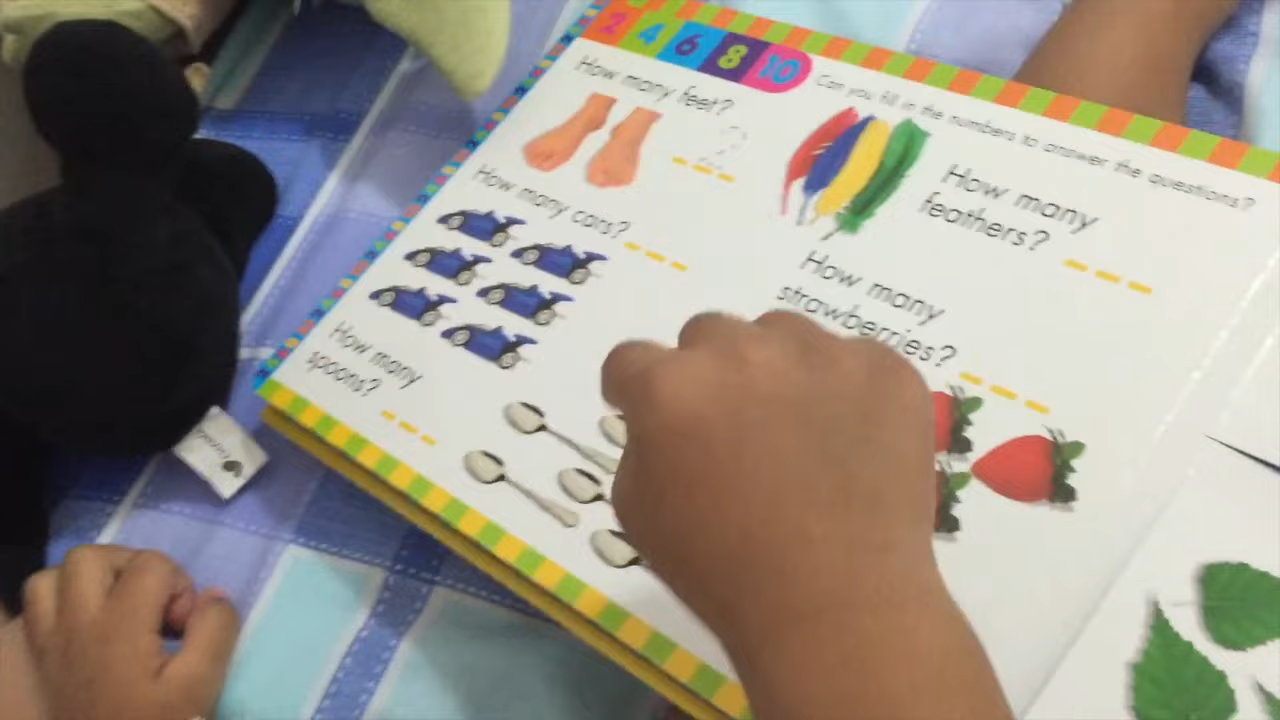 2 4 6 8 10
Can you fill in the numbers to answer the questions?
How many feet?
2
How many cars?
How many
spoons?
How many
feathers?
How many
strawberries?